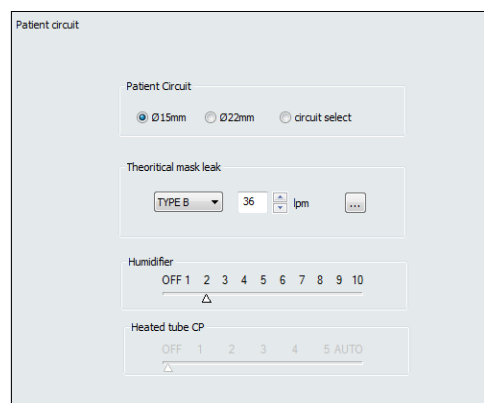 Patient circuit
Patient Circuit
Ø15mm Ø22mm circuit select
Theoritical mask leak
TYPE B 36 lpm ...
Humidifier
OFF 1 2 3 4 5 6 7 8 9 10
Heated tube CP
OFF 1 2 3 4 5 AUTO